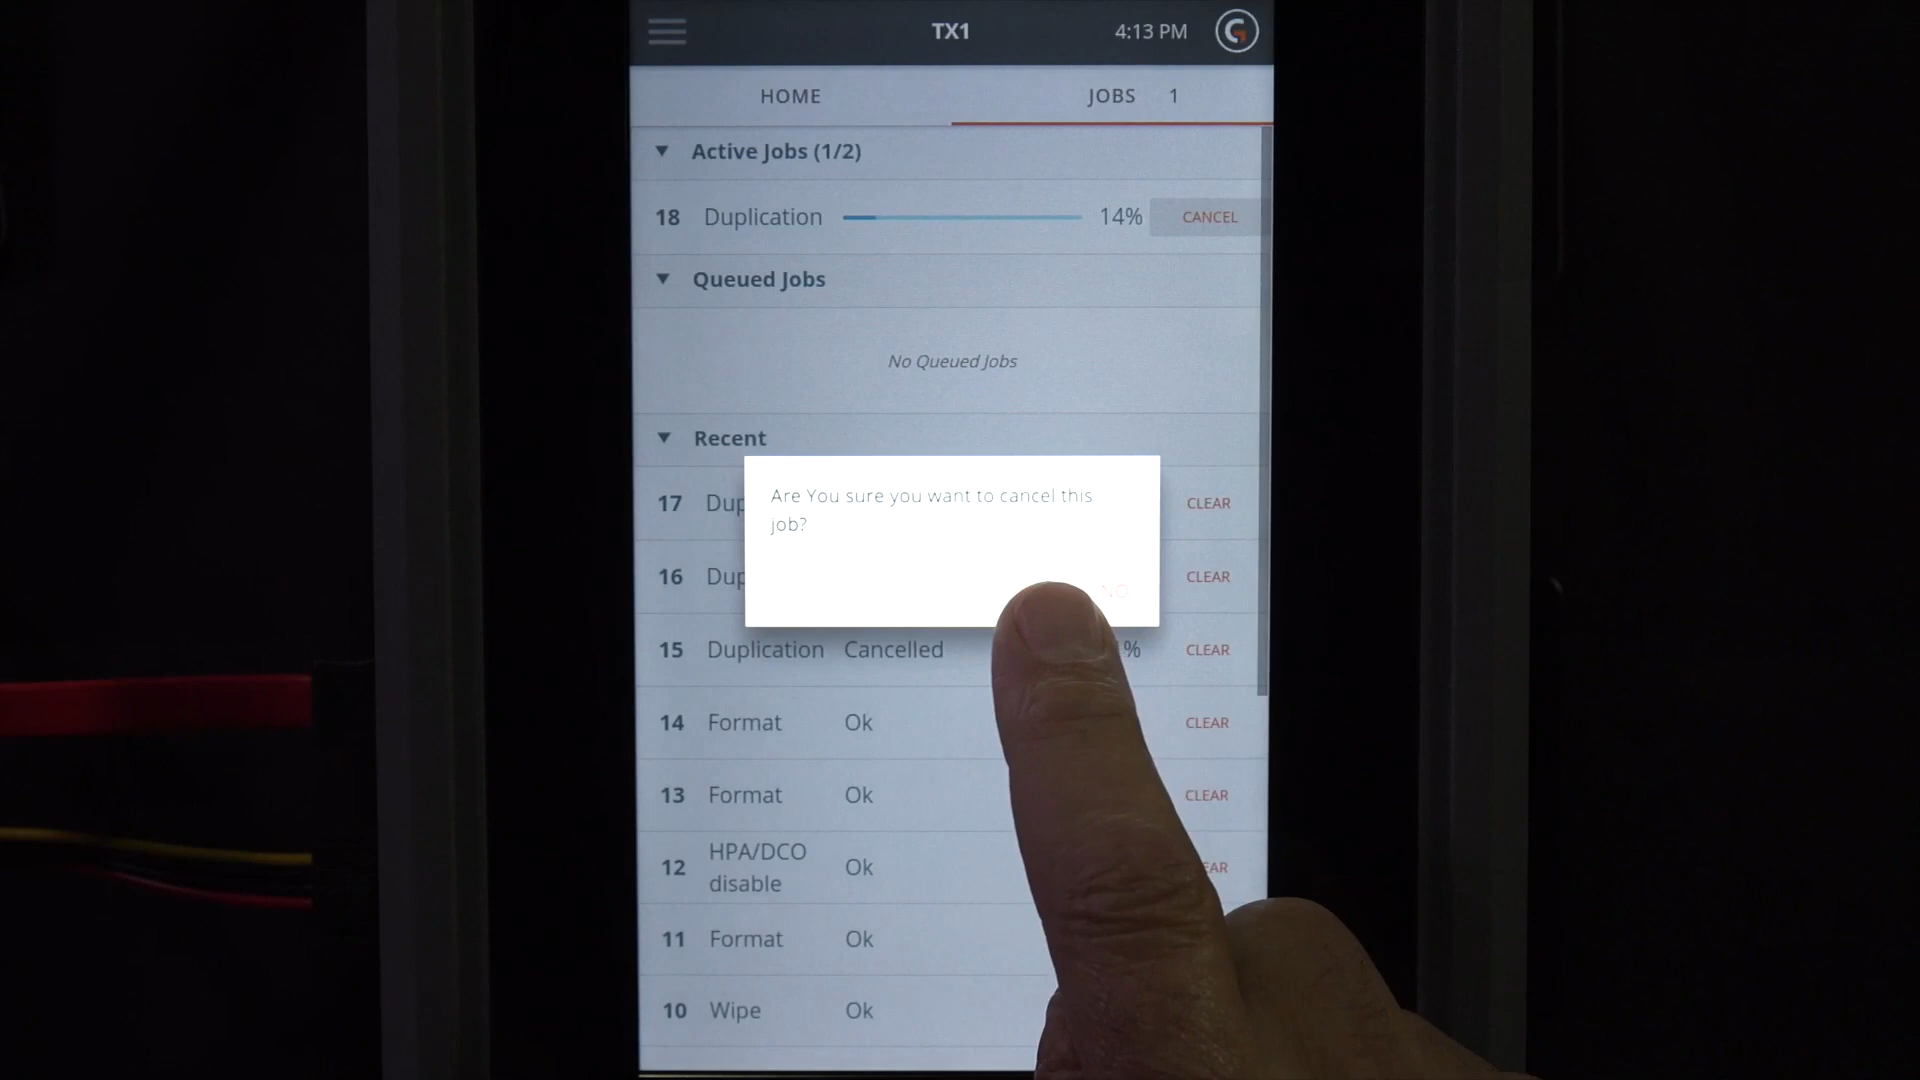 TX1 4:13 PM
HOME JOBS 1
Active Jobs (1/2)
18 Duplication 14% CANCEL
Queued Jobs
No Queued Jobs
Recent
Are You sure you want to cancel this
job?
NO
17 Dup CLEAR
16 Dup CLEAR
15 Duplication Cancelled % CLEAR
14 Format Ok CLEAR
13 Format Ok CLEAR
12 HPA/DCO
disable Ok EAR
11 Format Ok
10 Wipe Ok